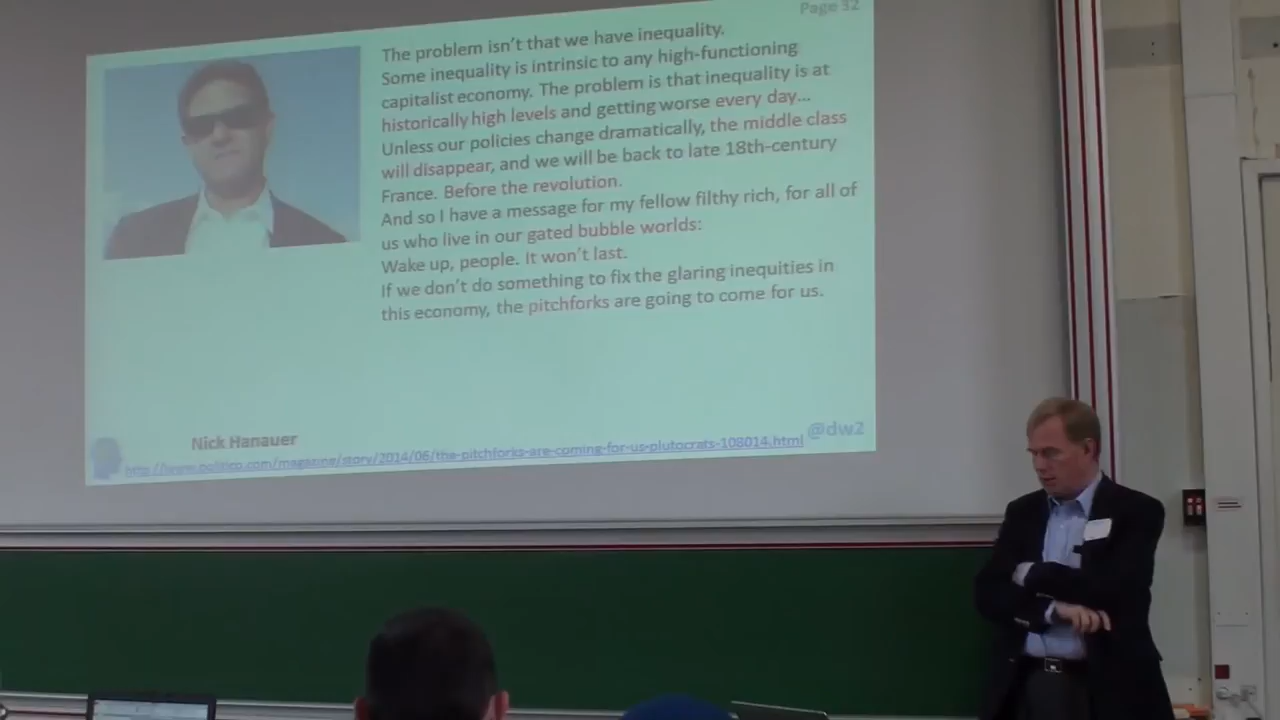 Page 32
The problem isn't that we have inequality.
Some inequality is intrinsic to any high-functioning
capitalist economy. The problem is that inequality is at
historically high levels and getting worse every day...
Unless our policies change dramatically, the middle class
will disappear, and we will be back to late 18th-century
France. Before the revolution.
And so I have a message for my fellow filthy rich, for all of
us who live in our gated bubble worlds:
Wake up, people. It won't last.
If we don't do something to fix the glaring inequities in
this economy, the pitchforks are going to come for us.
Nick Hanauer
@dw2
http://www.politico.com/magazine/story/2014/06/the-pitchforks-are-coming-for-us-plutocrats-108014.html